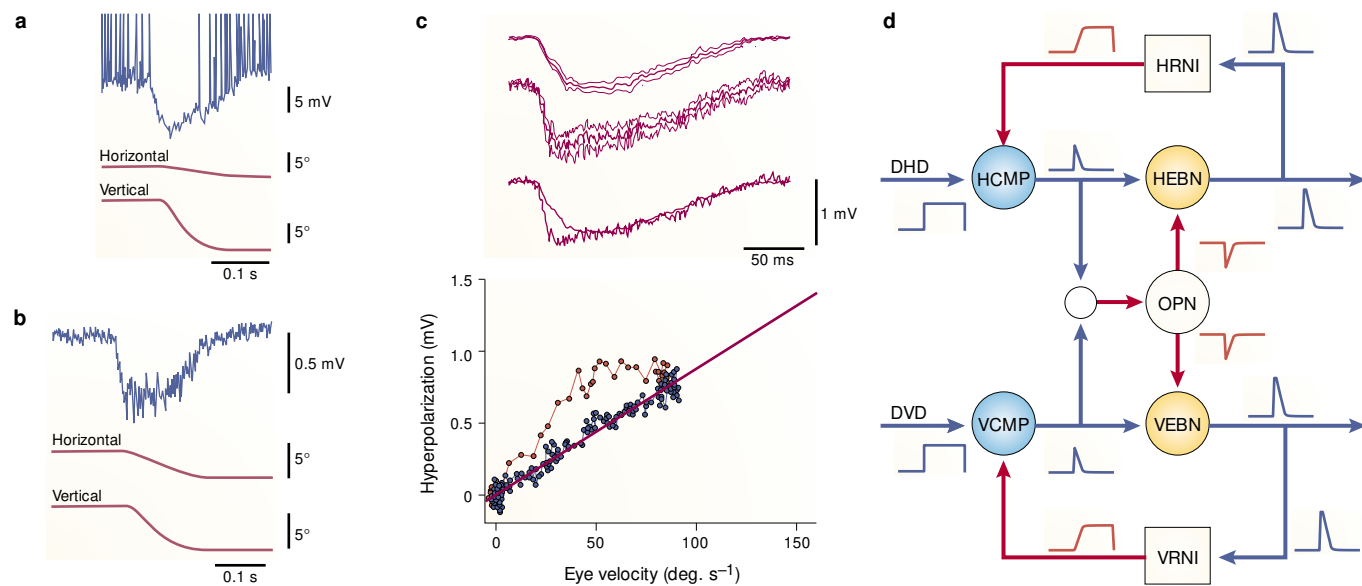 a
5 mV
Horizontal
5°
Vertical
5°
0.1 s
b
0.5 mV
Horizontal
5°
Vertical
5°
0.1 s
c
1 mV
50 ms
1.5
1.0
0.5
0
Hyperpolarization (mV)
0
50
100
150
Eye velocity (deg. s–1)
d
HRNI
DHD
HCMP
HEBN
OPN
DVD
VCMP
VEBN
VRNI